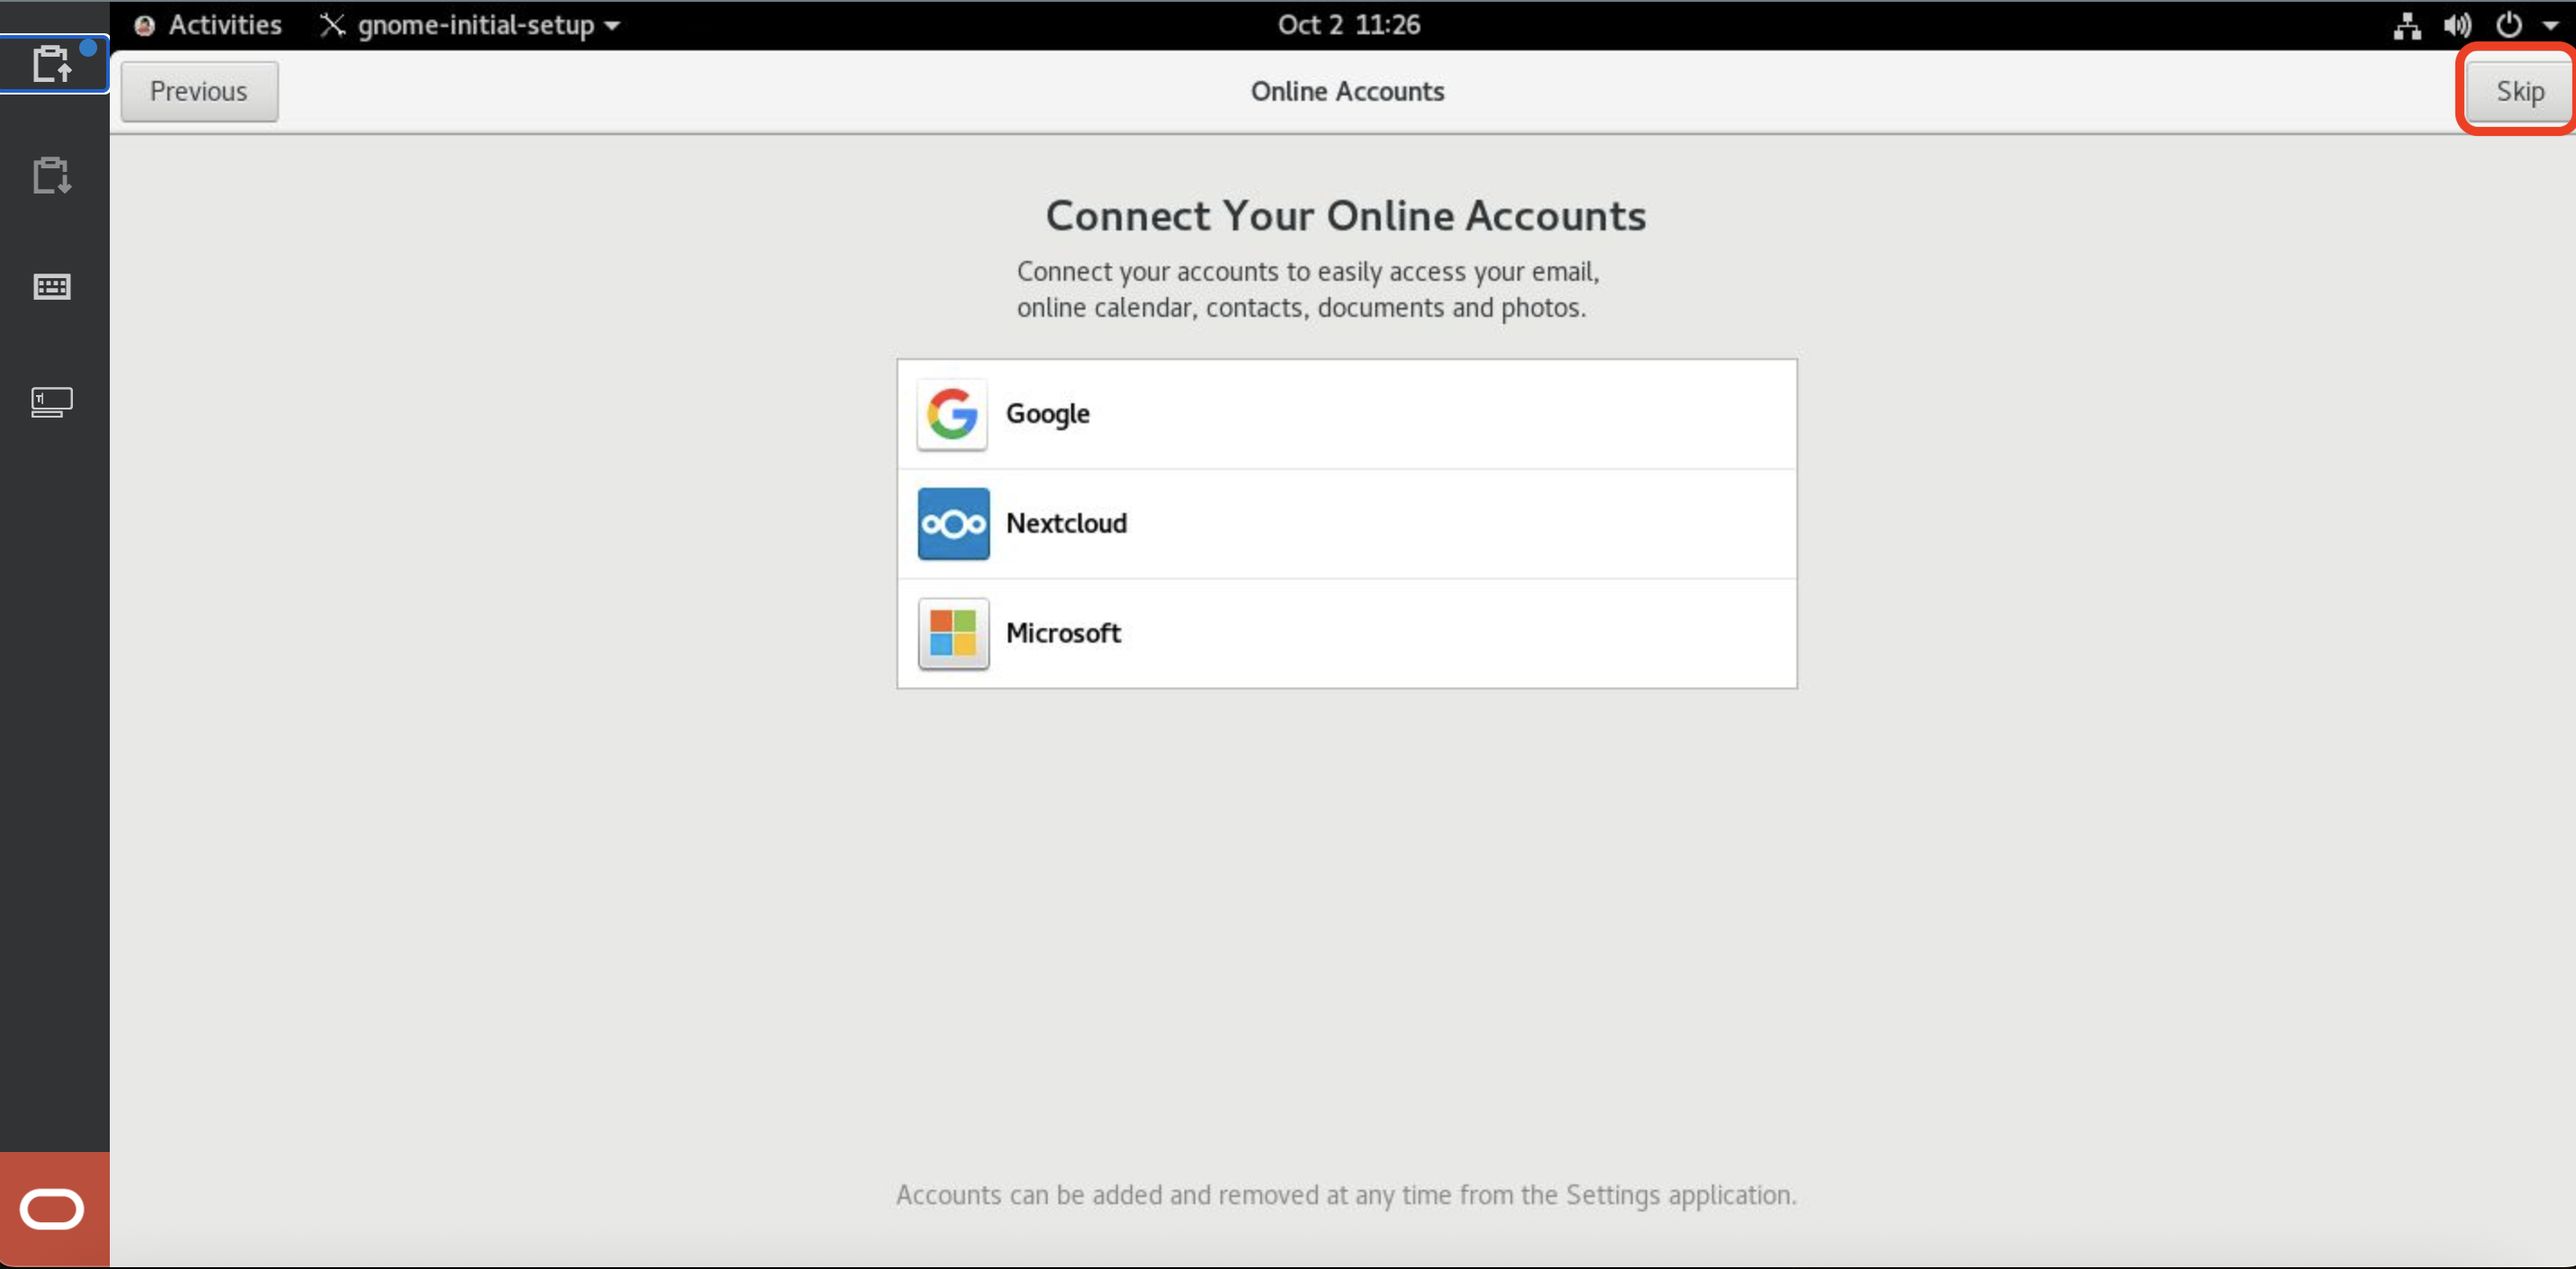 Activities gnome-initial-setup Oct 2 11:26
Previous Online Accounts Skip
Connect Your Online Accounts
Connect your accounts to easily access your email,
online calendar, contacts, documents and photos.
Google
Nextcloud
Microsoft
Accounts can be added and removed at any time from the Settings application.